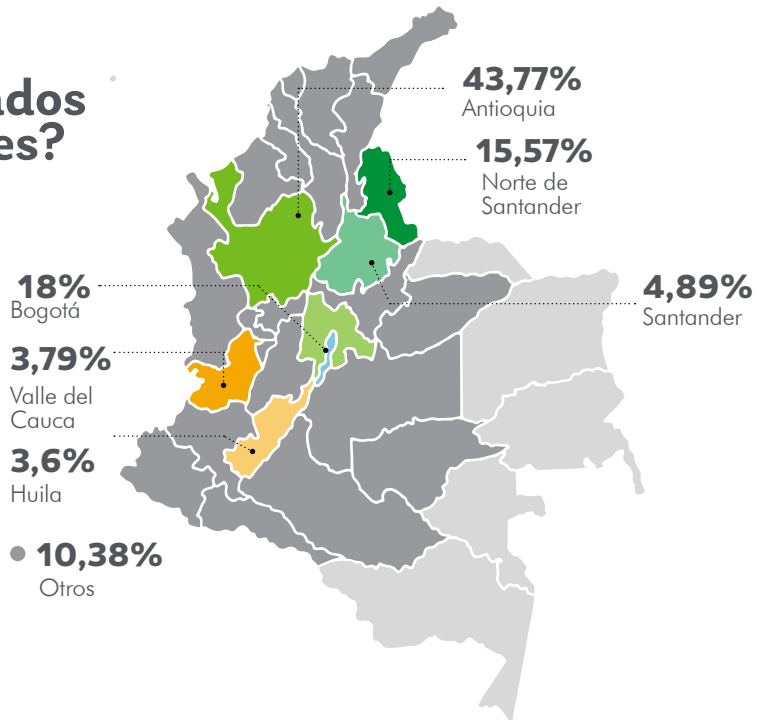 es?
43,77%
Antioquia
15,57%
Norte de
Santander
18%
Bogotá
4,89%
Santander
3,79%
Valle del
Cauca
3,6%
Huila
10,38%
Otros